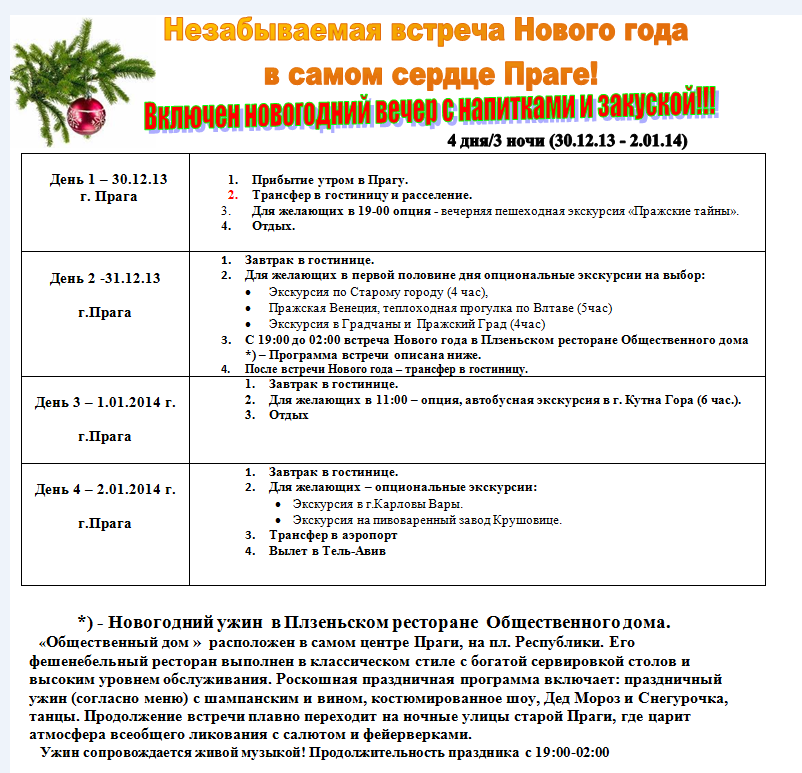 Незабываемая встреча Нового года
в самом сердце Праге!
Включен новогодний вечер с напитками и закуской!!!
4 дня/3 ночи (30.12.13 - 2.01.14)
День 1 – 30.12.13
г. Прага
1. Прибытие утром в Прагу.
2. Трансфер в гостиницу и расселение.
3. Для желающих в 19-00 опция - вечерняя пешеходная экскурсия «Пражские тайны».
4. Отдых.
День 2 -31.12.13
г.Прага
1. Завтрак в гостинице.
2. Для желающих в первой половине дня опциональные экскурсии на выбор:
• Экскурсия по Старому городу (4 час),
• Пражская Венеция, теплоходная прогулка по Влтаве (5час)
• Экскурсия в Градчаны и Пражский Град (4час)
3. С 19:00 до 02:00 встреча Нового года в Плзеньском ресторане Общественного дома
*) – Программа встречи описана ниже.
4. После встречи Нового года – трансфер в гостиницу.
День 3 – 1.01.2014 г.
г.Прага
1. Завтрак в гостинице.
2. Для желающих в 11:00 – опция, автобусная экскурсия в г. Кутна Гора (6 час.).
3. Отдых
День 4 – 2.01.2014 г.
г.Прага
1. Завтрак в гостинице.
2. Для желающих – опциональные экскурсии:
• Экскурсия в г.Карловы Вары.
• Экскурсия на пивоваренный завод Крушовице.
3. Трансфер в аэропорт
4. Вылет в Тель-Авив
*) - Новогодний ужин в Плзеньском ресторане Общественного дома.
«Общественный дом » расположен в самом центре Праги, на пл. Республики. Его
фешенебельный ресторан выполнен в классическом стиле с богатой сервировкой столов и
высоким уровнем обслуживания. Роскошная праздничная программа включает: праздничный
ужин (согласно меню) с шампанским и вином, костюмированное шоу, Дед Мороз и Снегурочка,
танцы. Продолжение встречи плавно переходит на ночные улицы старой Праги, где царит
атмосфера всеобщего ликования с салютом и фейерверками.
Ужин сопровождается живой музыкой! Продолжительность праздника с 19:00-02:00